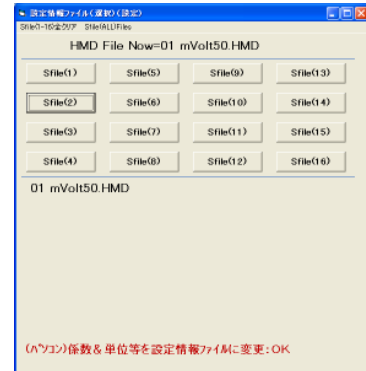 設定情報ファイル(選択)(設定)
Sfile(1-16)全クリア Sfile(ALL)Files
HMD File Now=01 mVolt50.HMD
Sfile(1) Sfile(5) Sfile(9) Sfile(13)
Sfile(2) Sfile(6) Sfile(10) Sfile(14)
Sfile(3) Sfile(7) Sfile(11) Sfile(15)
Sfile(4) Sfile(8) Sfile(12) Sfile(16)
01 mVolt50.HMD
(パソコン)係数&単位等を設定情報ファイルに変更:OK